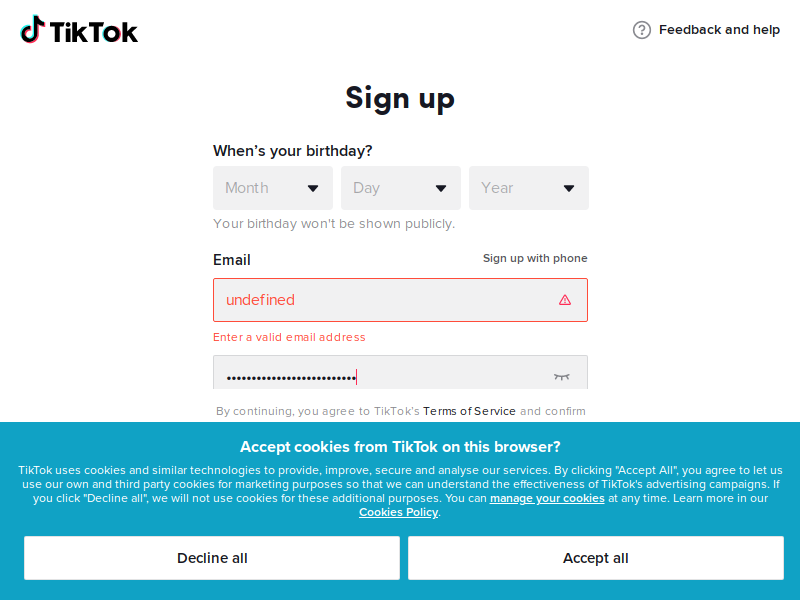 TikTok
Feedback and help
Sign up
When's your birthday?
Month
Day
Year
Your birthday won't be shown publicly.
Email
Sign up with phone
undefined
Enter a valid email address
••••••••••••••••••••••••••
By continuing, you agree to TikTok's Terms of Service and confirm
Accept cookies from TikTok on this browser?
TikTok uses cookies and similar technologies to provide, improve, secure and analyse our services. By clicking "Accept All", you agree to let us
use our own and third party cookies for marketing purposes so that we can understand the effectiveness of TikTok's advertising campaigns. If
you click "Decline all", we will not use cookies for these additional purposes. You can manage your cookies at any time. Learn more in our
Cookies Policy.
Decline all
Accept all